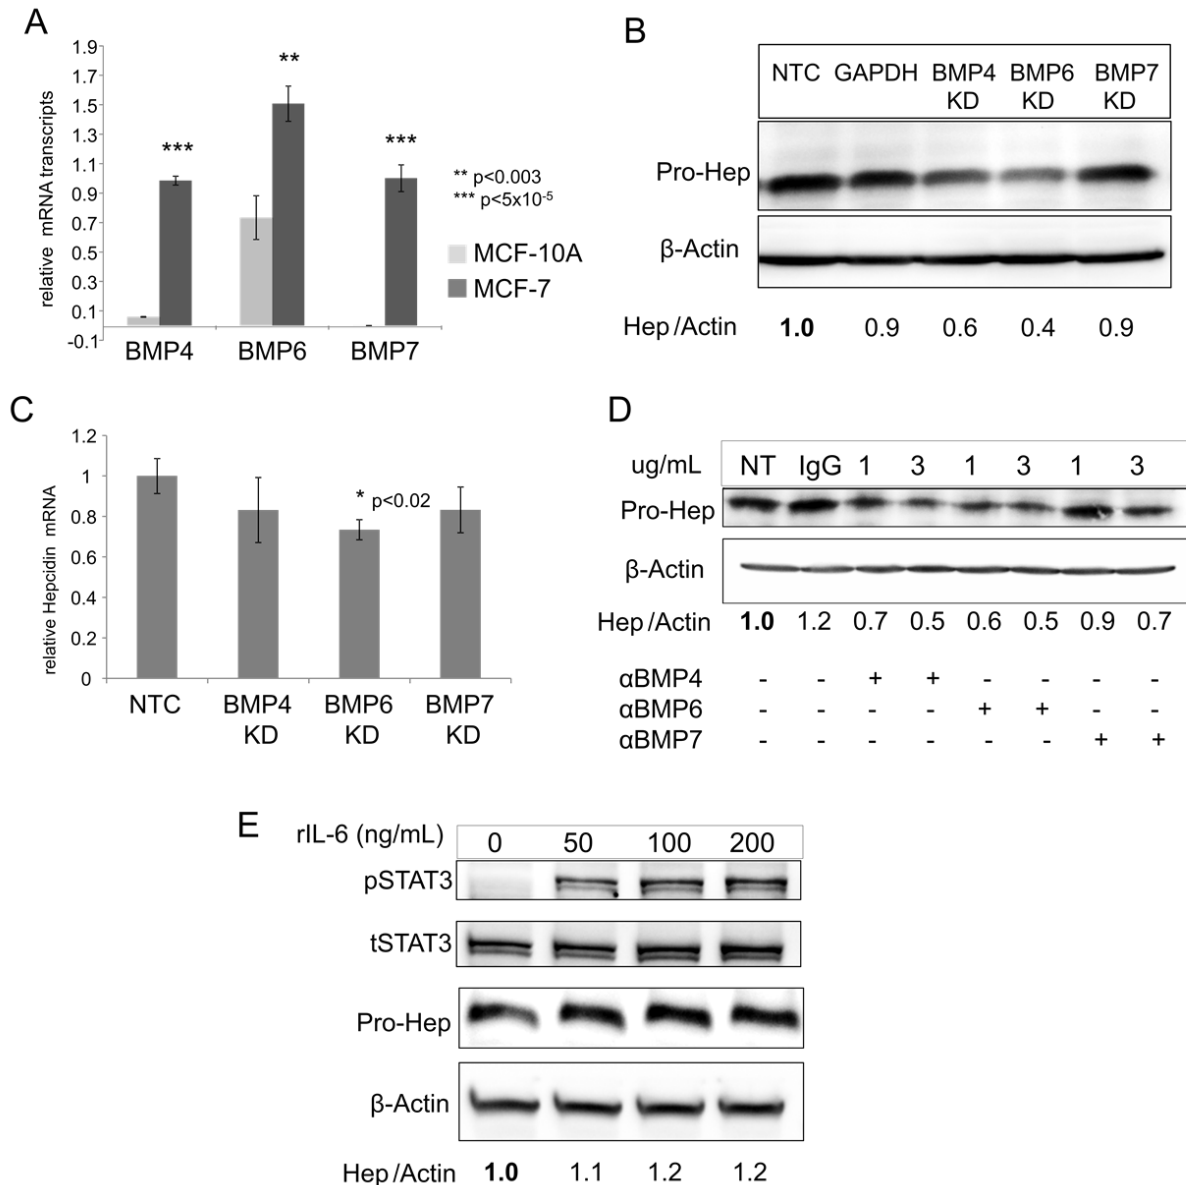 A
1.9
1.7
1.5
1.3
1.1
0.9
0.7
0.5
0.3
0.1
-0.1
relative mRNA transcripts
***
**
***
** p<0.003
*** p<5x10-5
MCF-10A
MCF-7
BMP4 BMP6 BMP7
B
NTC GAPDH BMP4 BMP6 BMP7
KD KD KD
Pro-Hep
β-Actin
Hep/Actin 1.0 0.9 0.6 0.4 0.9
C
1.2
1
0.8
0.6
0.4
0.2
0
relative Hepcidin mRNA
* p<0.02
NTC BMP4 BMP6 BMP7
KD KD KD
D
ug/mL NT IgG 1 3 1 3 1 3
Pro-Hep
β-Actin
Hep/Actin 1.0 1.2 0.7 0.5 0.6 0.5 0.9 0.7
αBMP4 - - + + - - - -
αBMP6 - - - - + + - -
αBMP7 - - - - - - + +
E
rIL-6 (ng/mL) 0 50 100 200
pSTAT3
tSTAT3
Pro-Hep
β-Actin
Hep/Actin 1.0 1.1 1.2 1.2